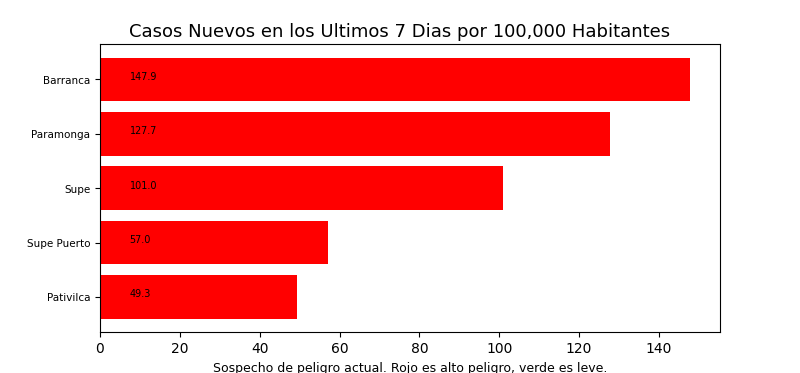 Casos Nuevos en los Ultimos 7 Dias por 100,000 Habitantes
Barranca 147.9
Paramonga 127.7
Supe 101.0
Supe Puerto 57.0
Pativilca 49.3
0 20 40 60 80 100 120 140
Sospecho de peligro actual. Rojo es alto peligro, verde es leve.